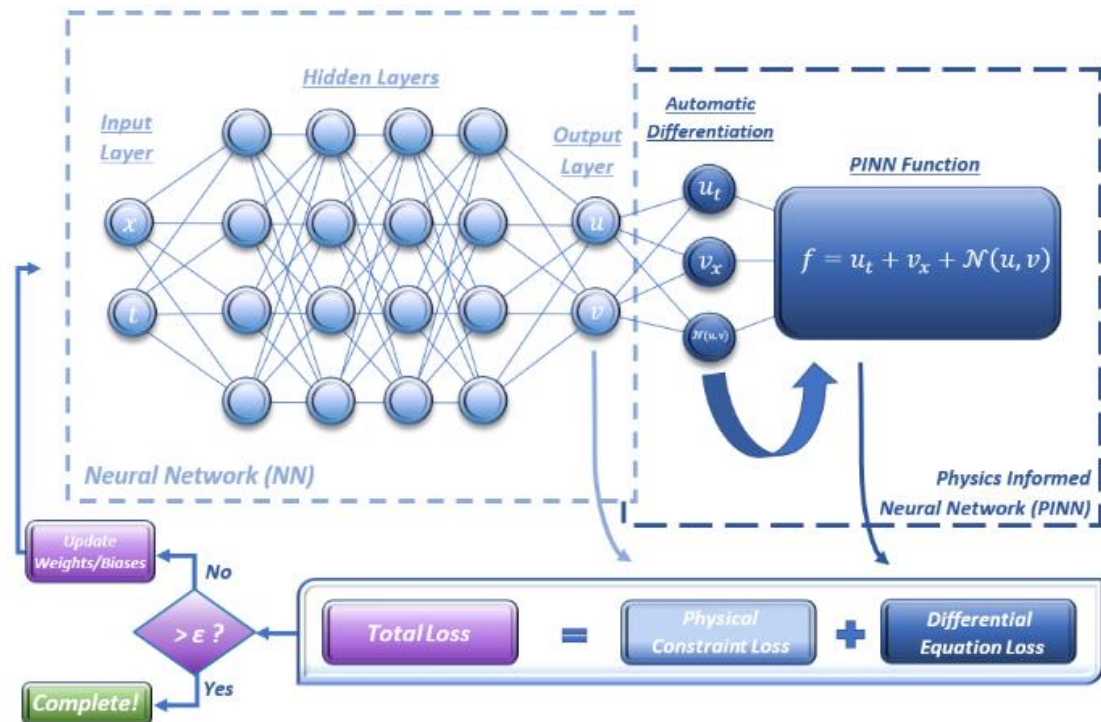 Hidden Layers
Input
Layer
Output
Layer
x
t
u
v
Neural Network (NN)
Automatic
Differentiation
u_t
v_x
𝒩(u,v)
PINN Function
f = u_t + v_x + 𝒩(u, v)
Physics Informed
Neural Network (PINN)
Update
Weights/Biases
No
> ε ?
Yes
Complete!
Total Loss
=
Physical
Constraint Loss
+
Differential
Equation Loss